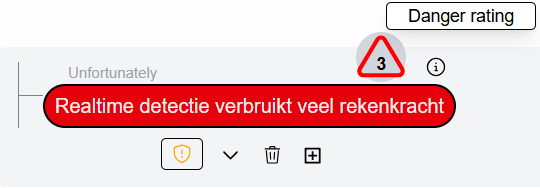 Danger rating
3
Unfortunately
Realtime detectie verbruikt veel rekenkracht